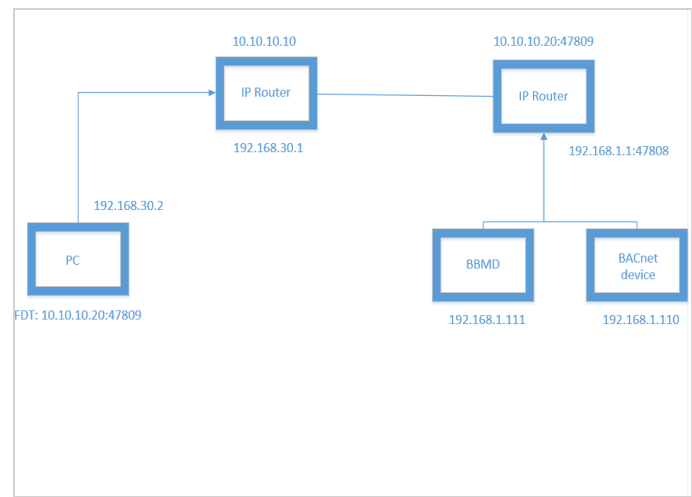 10.10.10.10
10.10.10.20:47809
IP Router
IP Router
192.168.30.1
192.168.1.1:47808
192.168.30.2
PC
BBMD
BACnet
device
FDT: 10.10.10.20:47809
192.168.1.111
192.168.1.110